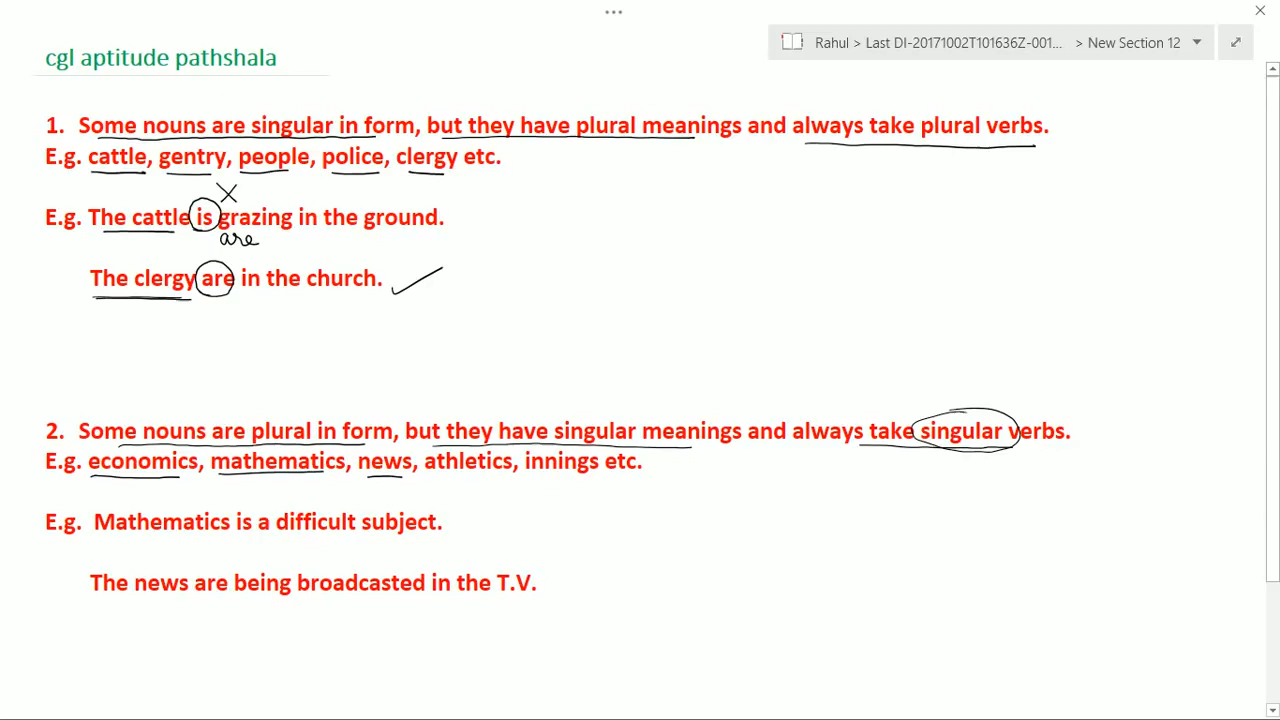 Rahul > Last DI-20171002T101636Z-001... > New Section 12
cgl aptitude pathshala
1. Some nouns are singular in form, but they have plural meanings and always take plural verbs.
E.g. cattle, gentry, people, police, clergy etc.
E.g. The cattle is grazing in the ground.
are
The clergy are in the church.
2. Some nouns are plural in form, but they have singular meanings and always take singular verbs.
E.g. economics, mathematics, news, athletics, innings etc.
E.g. Mathematics is a difficult subject.
The news are being broadcasted in the T.V.